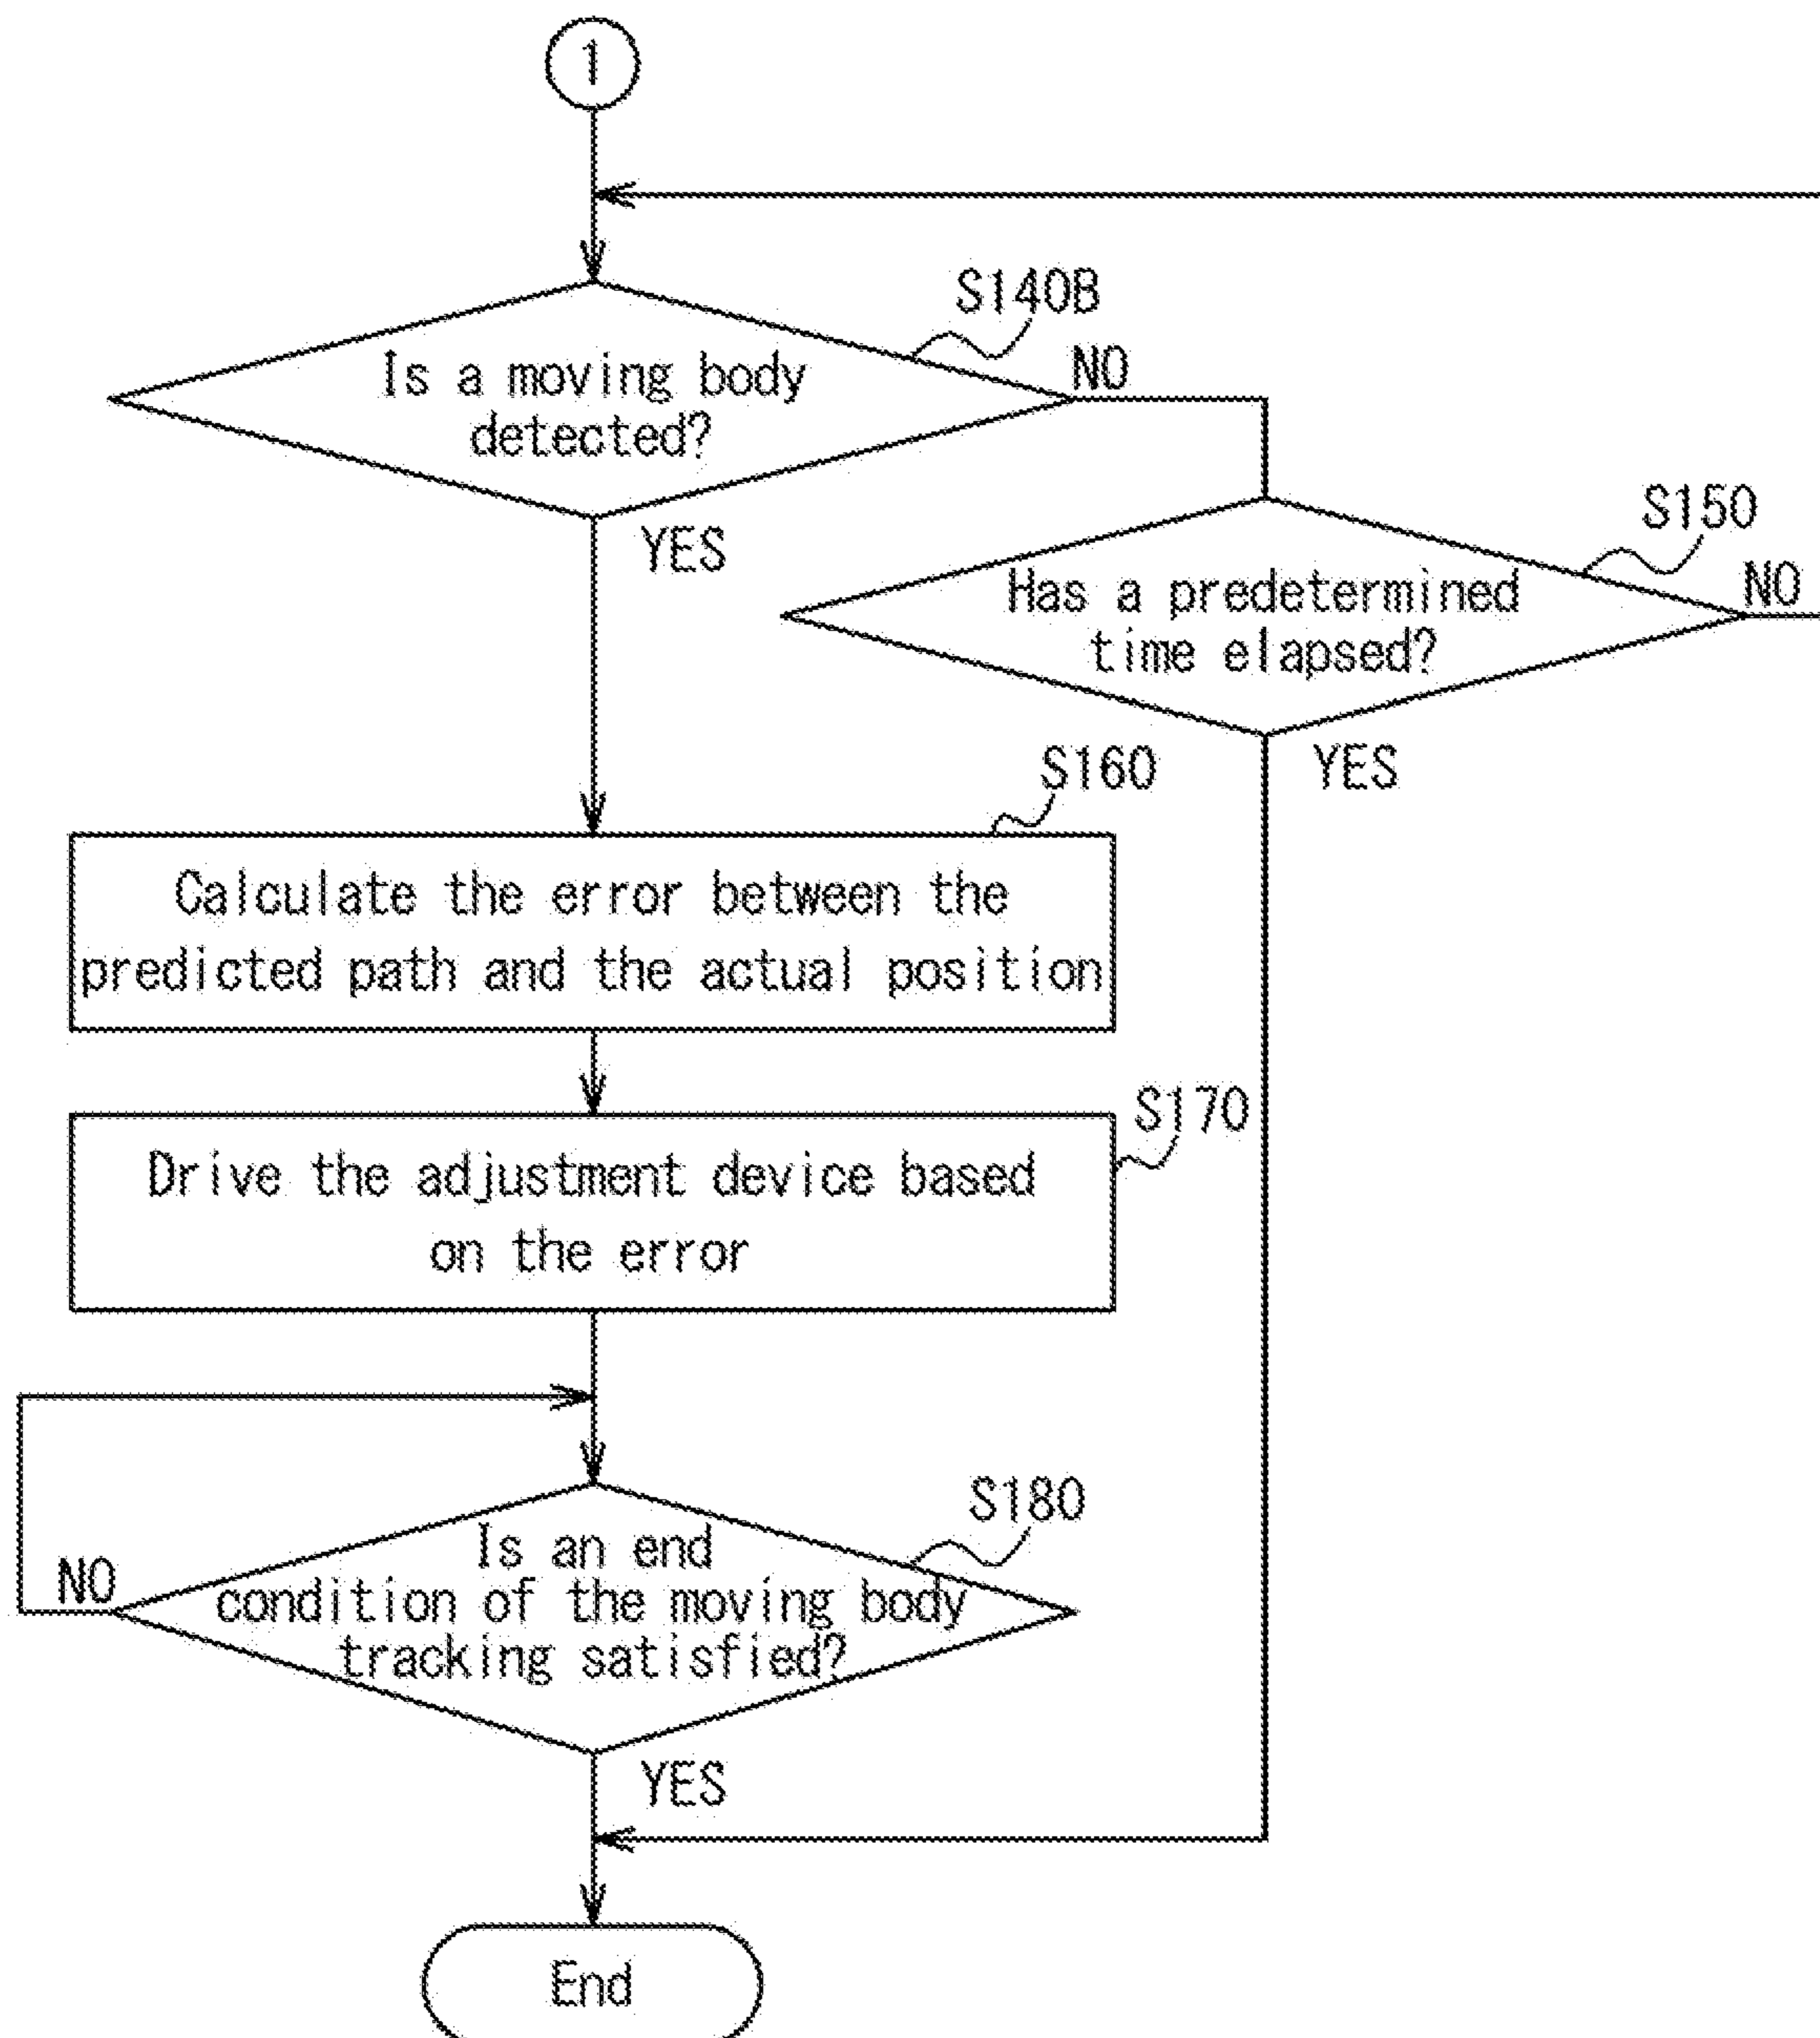 1
S140B
Is a moving body
detected?
NO
YES
S150
Has a predetermined
time elapsed?
NO
YES
S160
Calculate the error between the
predicted path and the actual position
S170
Drive the adjustment device based
on the error
S180
Is an end
condition of the moving body
tracking satisfied?
NO
YES
End